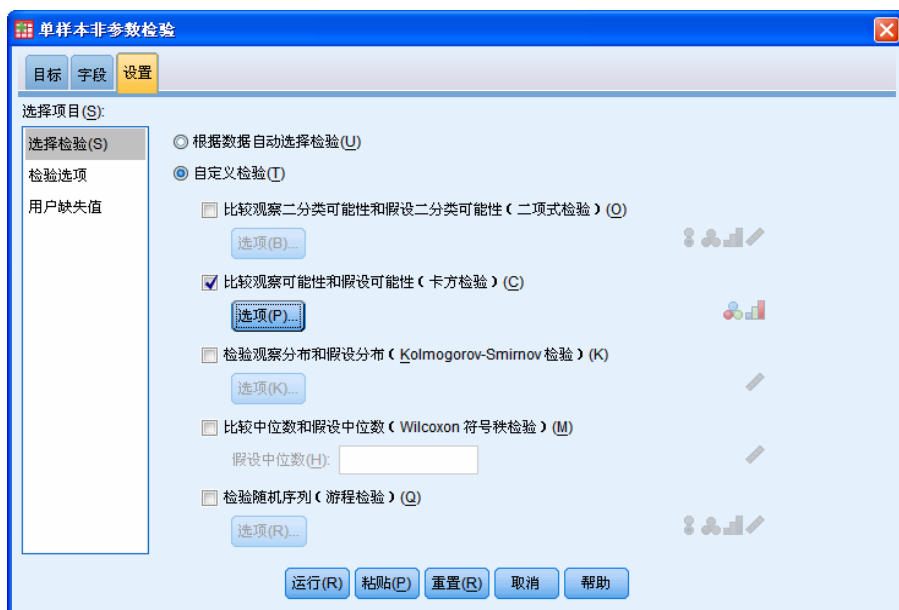 单样本非参数检验
目标 字段 设置
选择项目(S):
选择检验(S)
检验选项
用户缺失值
根据数据自动选择检验(U)
自定义检验(T)
比较观察二分类可能性和假设二分类可能性(二项式检验)(O)
选项(B)...
比较观察可能性和假设可能性(卡方检验)(C)
选项(P)...
检验观察分布和假设分布(Kolmogorov-Smirnov 检验)(K)
选项(K)...
比较中位数和假设中位数(Wilcoxon 符号秩检验)(M)
假设中位数(H):
检验随机序列(游程检验)(Q)
选项(R)...
运行(R) 粘贴(P) 重置(R) 取消 帮助